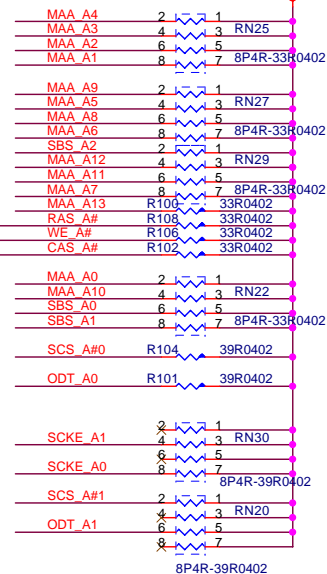 MAA_A4 2 1
MAA_A3 4 3 RN25
MAA_A2 6 5
MAA_A1 8 7 8P4R-33R0402
MAA_A9 2 1
MAA_A5 4 3 RN27
MAA_A8 6 5
MAA_A6 8 7 8P4R-33R0402
SBS_A2 2 1
MAA_A12 4 3 RN29
MAA_A11 6 5
MAA_A7 8 7 8P4R-33R0402
MAA_A13 R100 33R0402
RAS_A# R108 33R0402
WE_A# R106 33R0402
CAS_A# R102 33R0402
MAA_A0 2 1
MAA_A10 4 3 RN22
SBS_A0 6 5
SBS_A1 8 7 8P4R-33R0402
SCS_A#0 R104 39R0402
ODT_A0 R101 39R0402
2 1
SCKE_A1 4 3 RN30
6 5
SCKE_A0 8 7
8P4R-39R0402
SCS_A#1 2 1
4 3 RN20
ODT_A1 6 5
8 7
8P4R-39R0402